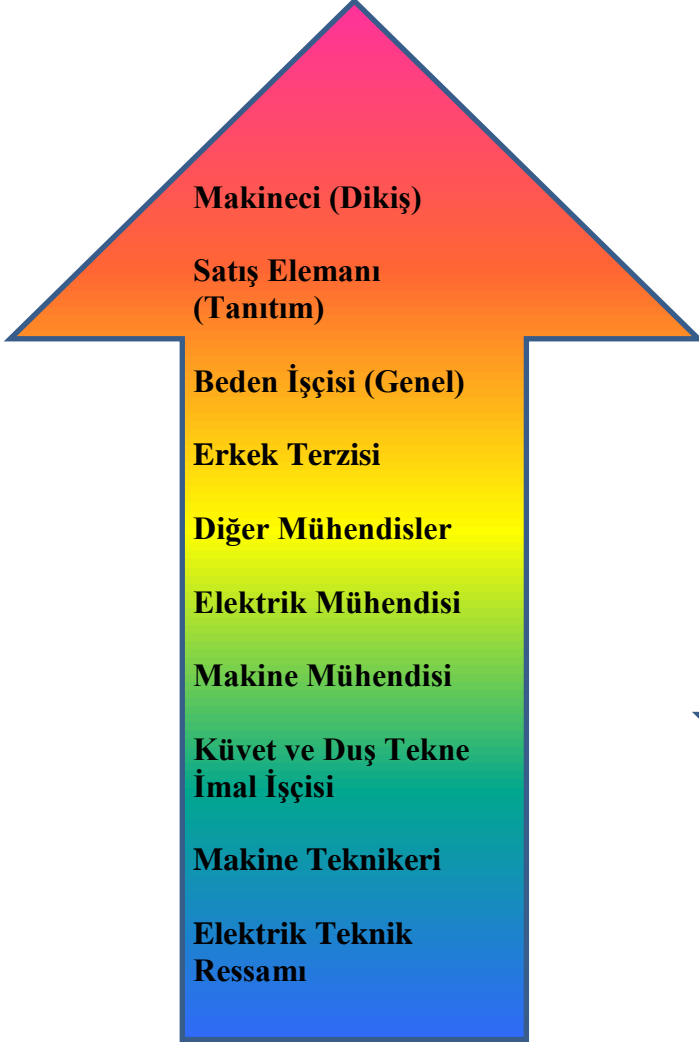 Makineci (Dikiş)
Satış Elemanı
(Tanıtım)
Beden İşçisi (Genel)
Erkek Terzisi
Diğer Mühendisler
Elektrik Mühendisi
Makine Mühendisi
Küvet ve Duş Tekne
İmal İşçisi
Makine Teknikeri
Elektrik Teknik
Ressamı